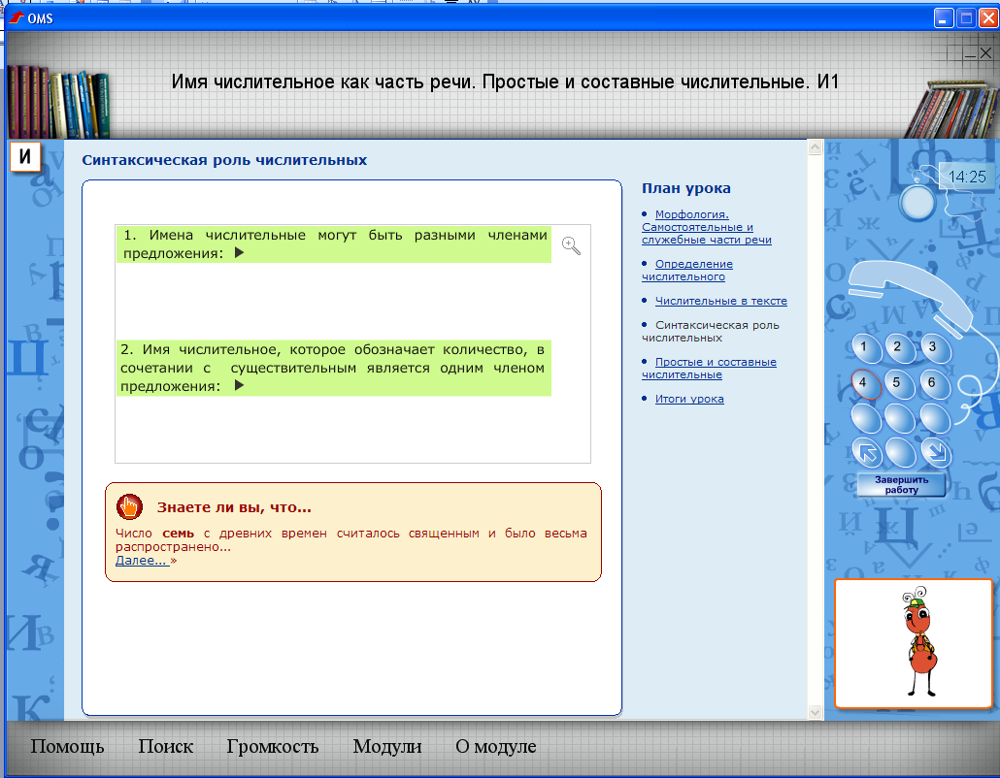 OMS
Имя числительное как часть речи. Простые и составные числительные. И1
И
Синтаксическая роль числительных
1. Имена числительные могут быть разными членами
предложения:
2. Имя числительное, которое обозначает количество, в
сочетании с существительным является одним членом
предложения:
Знаете ли вы, что...
Число семь с древних времен считалось священным и было весьма
распространено...
Далее... »
План урока
Морфология.
Самостоятельные и
служебные части речи
Определение
числительного
Числительные в тексте
Синтаксическая роль
числительных
Простые и составные
числительные
Итоги урока
14:25
1 2 3
4 5 6
Завершить
работу
Помощь Поиск Громкость Модули О модуле